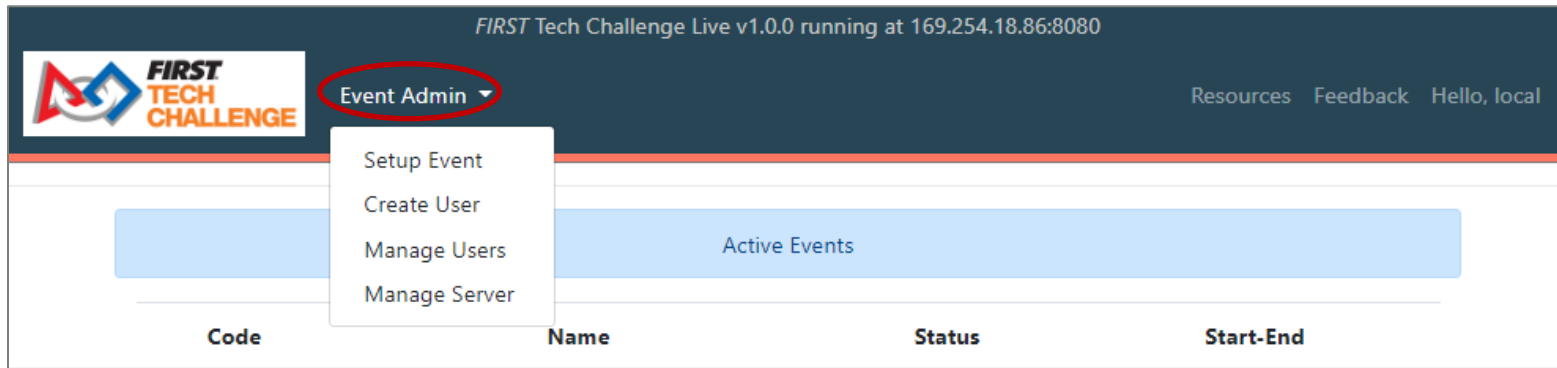 FIRST Tech Challenge Live v1.0.0 running at 169.254.18.86:8080
FIRST
TECH
CHALLENGE
Event Admin
Resources Feedback Hello, local
Setup Event
Create User
Manage Users
Manage Server
Active Events
Code Name Status Start-End